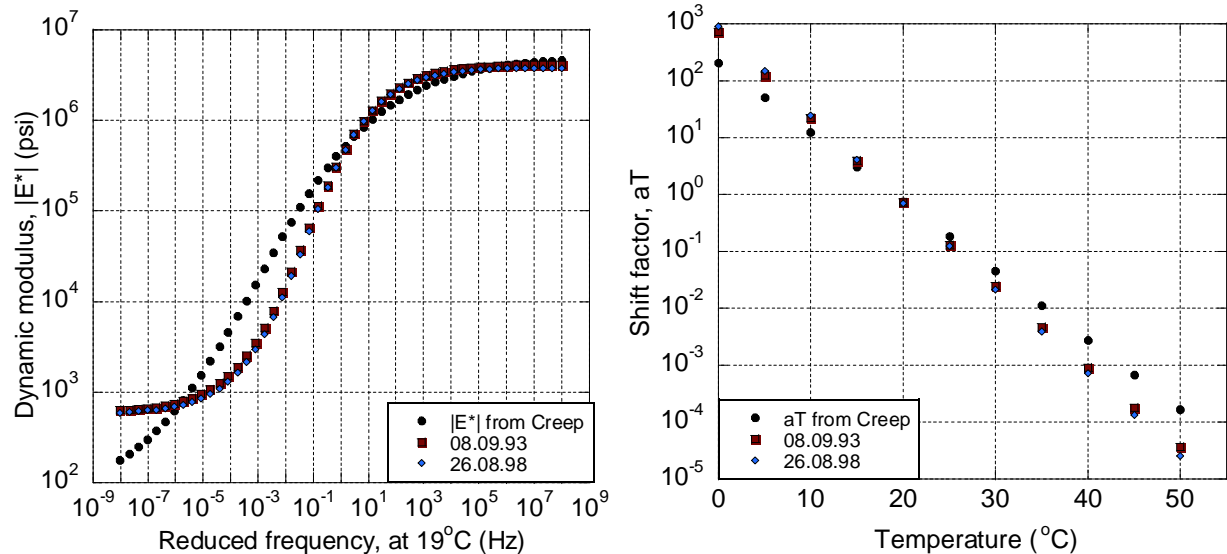 Dynamic modulus, |E*| (psi)
10^7
10^6
10^5
10^4
10^3
10^2
|E*| from Creep
08.09.93
26.08.98
10^-9 10^-7 10^-5 10^-3 10^-1 10^1 10^3 10^5 10^7 10^9
Reduced frequency, at 19°C (Hz)
Shift factor, aT
10^3
10^2
10^1
10^0
10^-1
10^-2
10^-3
10^-4
10^-5
aT from Creep
08.09.93
26.08.98
0 10 20 30 40 50
Temperature (°C)